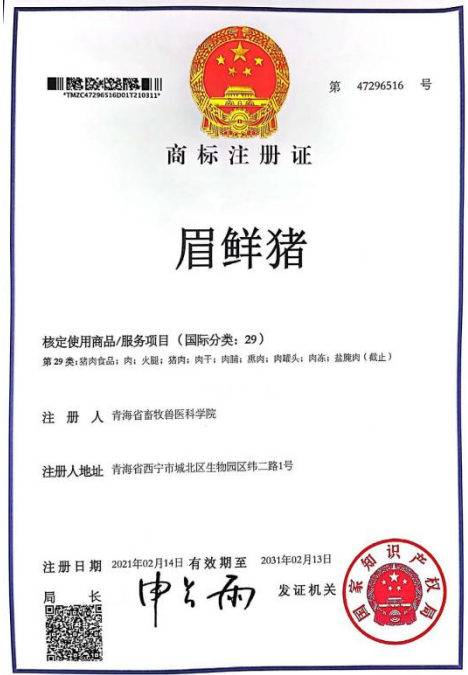 *TMZC47296516D01T210311*
第 47296516 号
商标注册证
眉鲜猪
核定使用商品/服务项目（国际分类：29）
第29类：猪肉食品；肉；火腿；猪肉；肉干；肉脯；熏肉；肉罐头；肉冻；盐腌肉（截止）
注册人 青海省畜牧兽医科学院
注册人地址 青海省西宁市城北区生物园区纬二路1号
注册日期 2021年02月14日 有效期至 2031年02月13日
局长 申长雨 发证机关
国家知识产权局